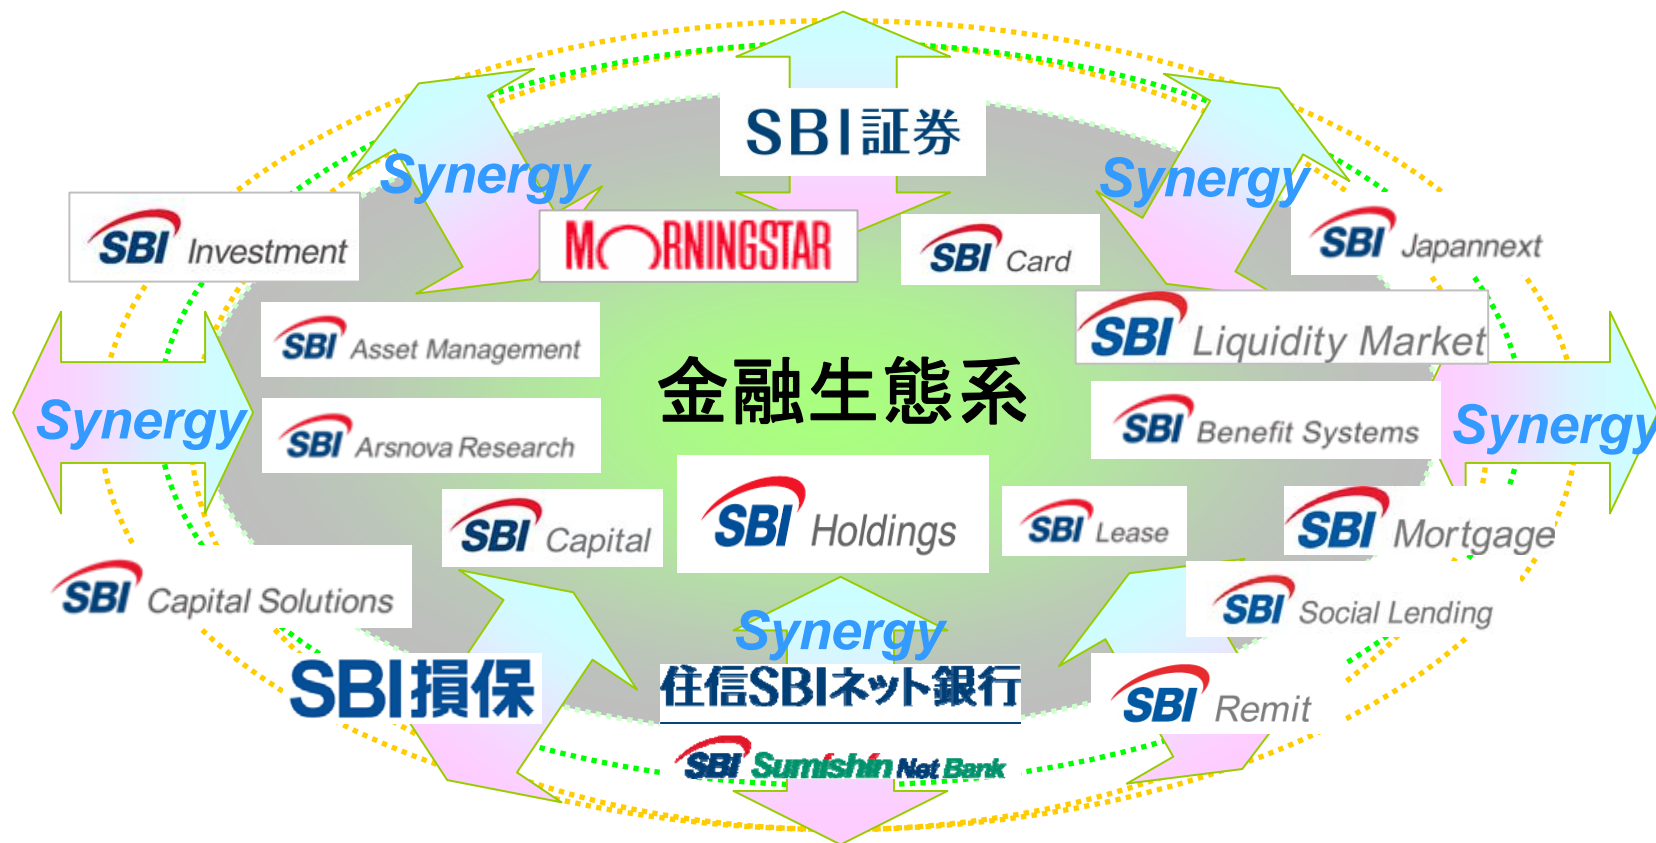 SBI証券
Synergy
Synergy
SBI Investment
MORNINGSTAR
SBI Card
SBI Japannext
SBI Asset Management
SBI Liquidity Market
金融生態系
Synergy
SBI Arsnova Research
SBI Benefit Systems
Synergy
SBI Capital
SBI Holdings
SBI Lease
SBI Mortgage
SBI Capital Solutions
SBI Social Lending
Synergy
SBI損保
住信SBIネット銀行
SBI Remit
SBI Sumishin Net Bank